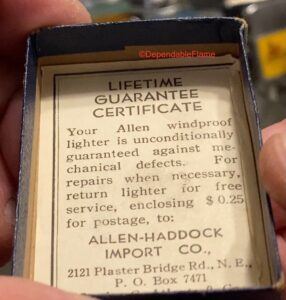 ©DependableFlame
LIFETIME
GUARANTEE
CERTIFICATE
Your Allen windproof
lighter is unconditionally
guaranteed against me-
chanical defects. For
repairs when necessary,
return lighter for free
service, enclosing $0.25
for postage, to:
ALLEN-HADDOCK
IMPORT CO.,
2121 Plaster Bridge Rd., N. E.,
P. O. Box 7471